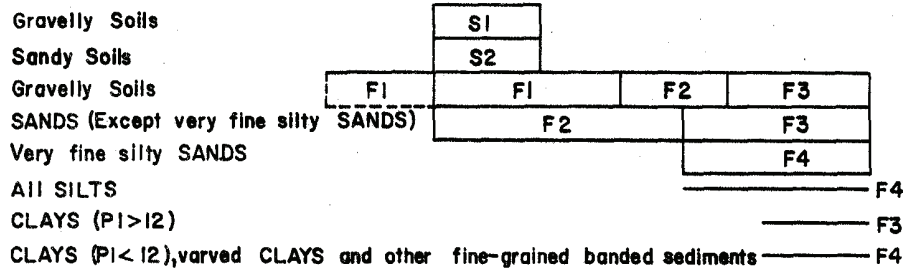 Gravelly Soils S1
Sandy Soils S2
Gravelly Soils F1 F1 F2 F3
SANDS (Except very fine silty SANDS) F2 F3
Very fine silty SANDS F4
All SILTS F4
CLAYS (PI>12) F3
CLAYS (PI<12),varved CLAYS and other fine-grained banded sediments F4